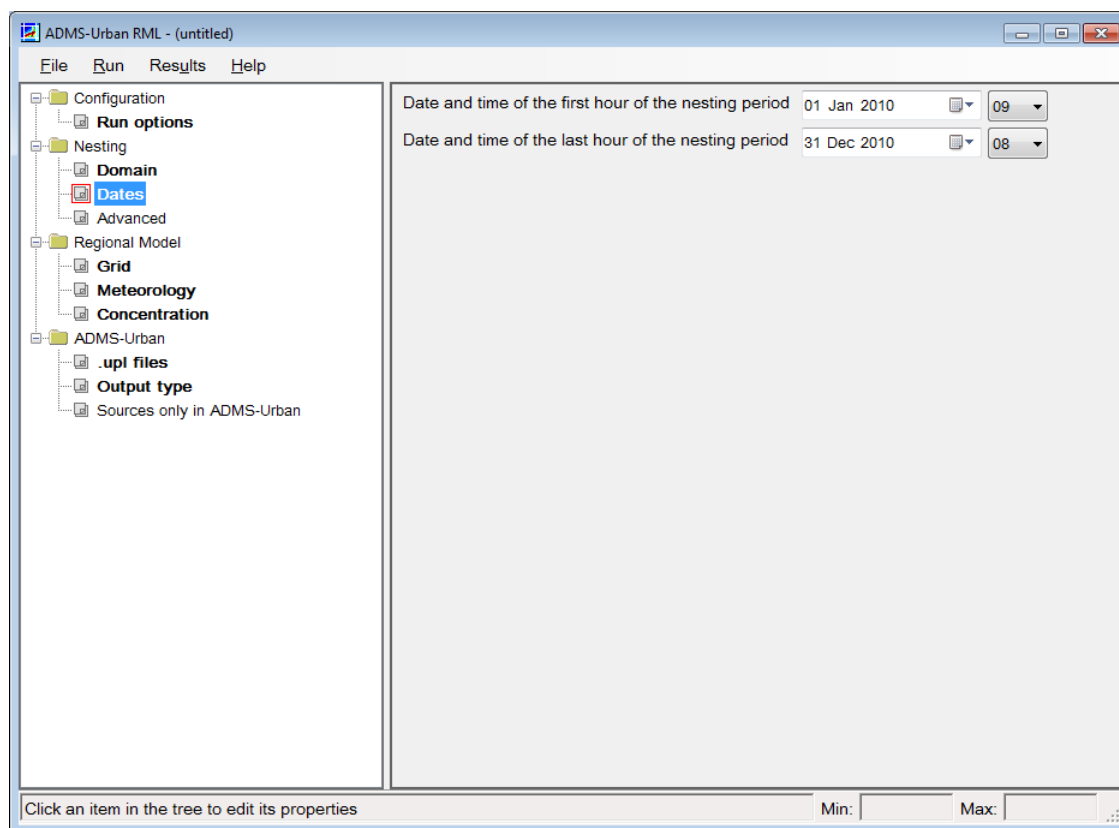 ADMS-Urban RML - (untitled)
File Run Results Help
Configuration
Run options
Nesting
Domain
Dates
Advanced
Regional Model
Grid
Meteorology
Concentration
ADMS-Urban
.upl files
Output type
Sources only in ADMS-Urban
Date and time of the first hour of the nesting period 01 Jan 2010 09
Date and time of the last hour of the nesting period 31 Dec 2010 08
Click an item in the tree to edit its properties Min: Max: